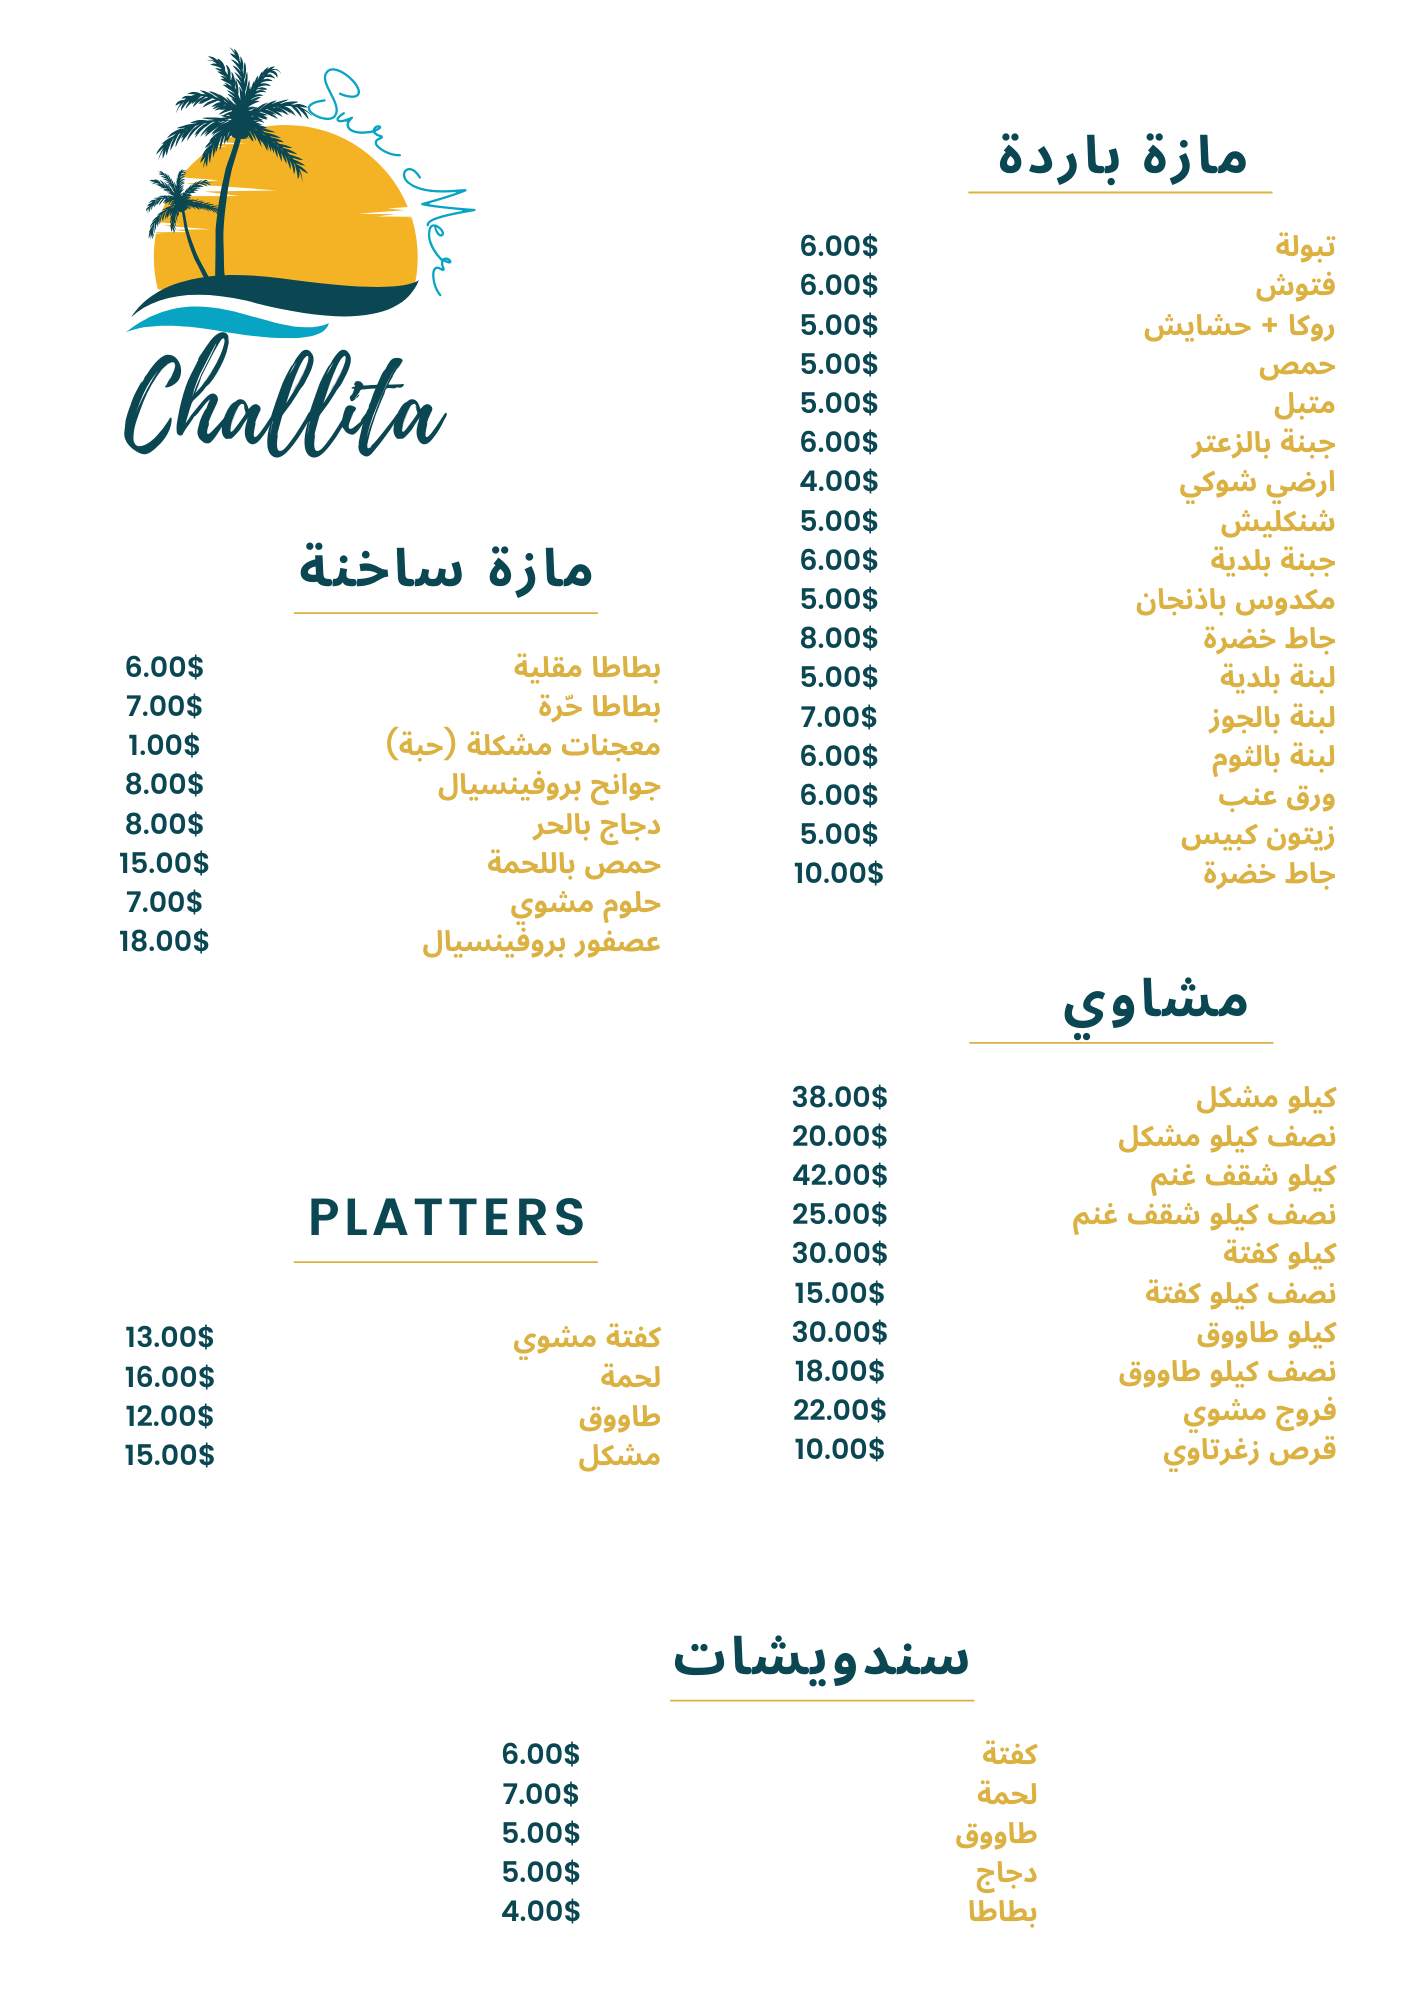 Sur Mer
Challita
مازة باردة
تبولة 6.00$
فتوش 6.00$
روكا + حشايش 5.00$
حمص 5.00$
متبل 5.00$
جبنة بالزعتر 6.00$
ارضي شوكي 4.00$
شنكليش 5.00$
جبنة بلدية 6.00$
مكدوس باذنجان 5.00$
جاط خضرة 8.00$
لبنة بلدية 5.00$
لبنة بالجوز 7.00$
لبنة بالثوم 6.00$
ورق عنب 6.00$
زيتون كبيس 5.00$
جاط خضرة 10.00$
مازة ساخنة
بطاطا مقلية 6.00$
بطاطا حّرة 7.00$
معجنات مشكلة (حبة) 1.00$
جوانح بروفينسيال 8.00$
دجاج بالحر 8.00$
حمص باللحمة 15.00$
حلوم مشوي 7.00$
عصفور بروفينسيال 18.00$
مشاوي
كيلو مشكل 38.00$
نصف كيلو مشكل 20.00$
كيلو شقف غنم 42.00$
نصف كيلو شقف غنم 25.00$
كيلو كفتة 30.00$
نصف كيلو كفتة 15.00$
كيلو طاووق 30.00$
نصف كيلو طاووق 18.00$
فروج مشوي 22.00$
قرص زغرتاوي 10.00$
PLATTERS
كفتة مشوي 13.00$
لحمة 16.00$
طاووق 12.00$
مشكل 15.00$
سندويشات
كفتة 6.00$
لحمة 7.00$
طاووق 5.00$
دجاج 5.00$
بطاطا 4.00$